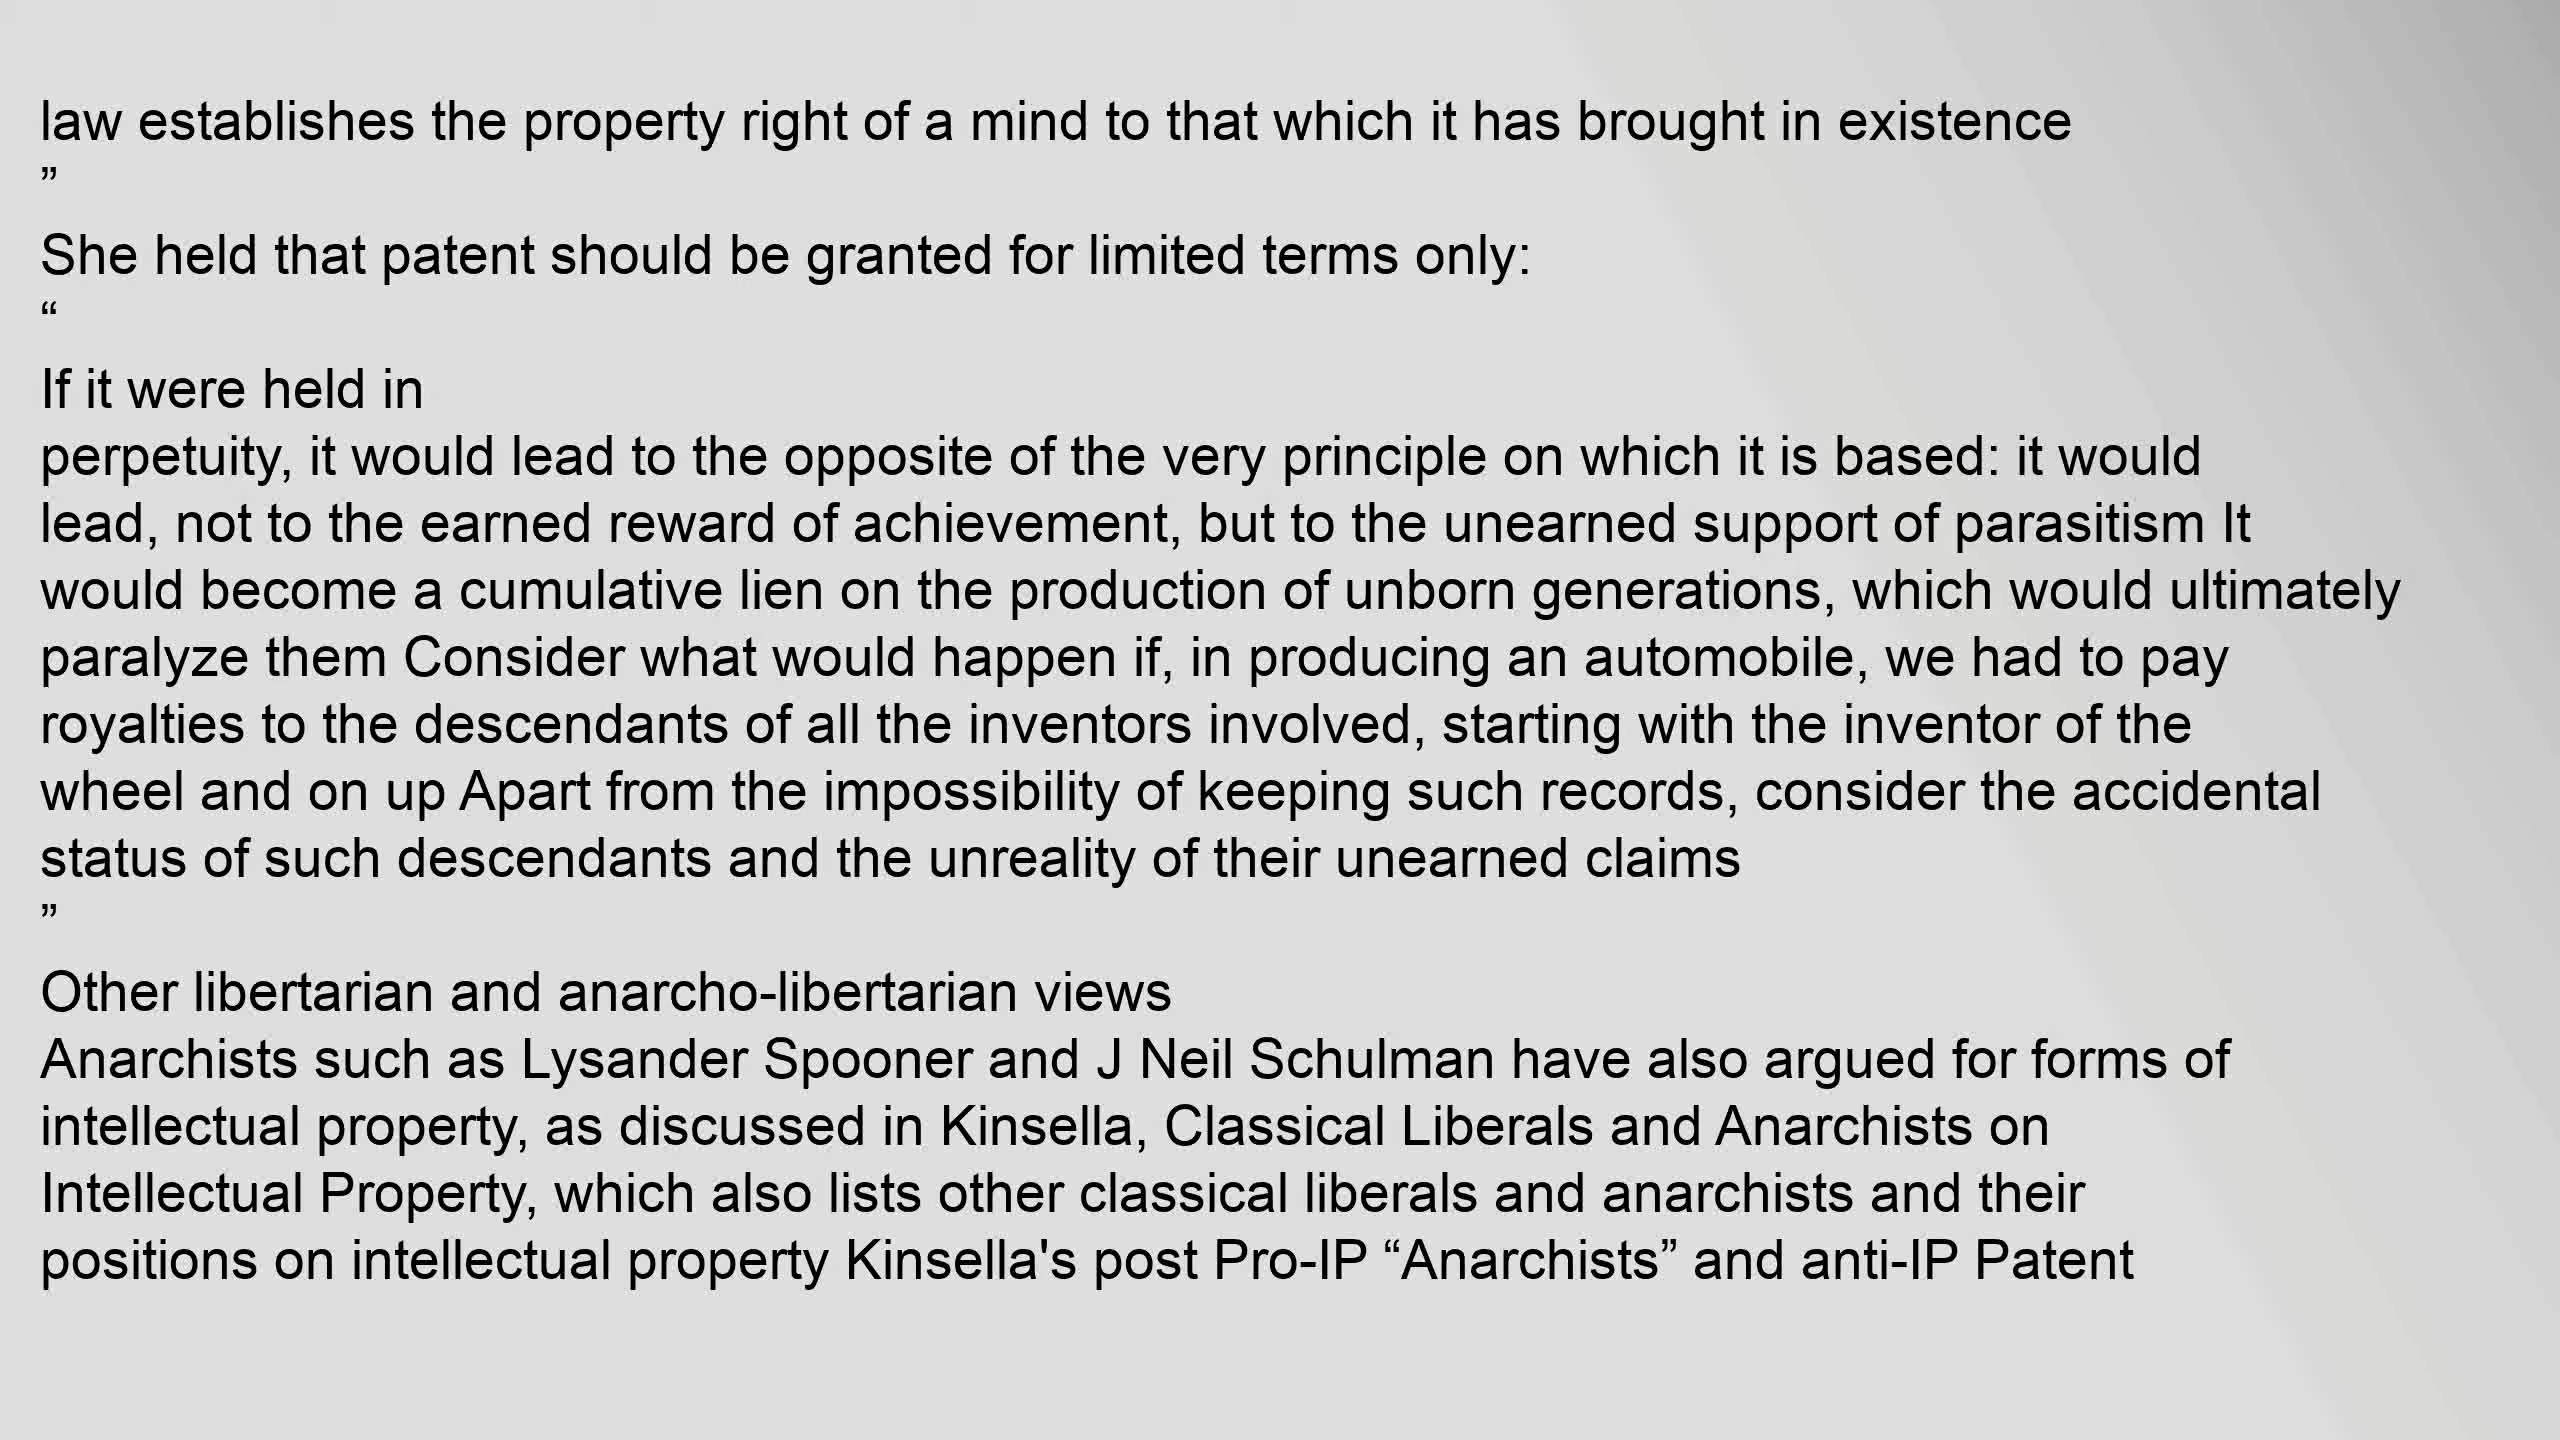 law establishes the property right of a mind to that which it has brought in existence
”
She held that patent should be granted for limited terms only:
“
If it were held in
perpetuity, it would lead to the opposite of the very principle on which it is based: it would
lead, not to the earned reward of achievement, but to the unearned support of parasitism It
would become a cumulative lien on the production of unborn generations, which would ultimately
paralyze them Consider what would happen if, in producing an automobile, we had to pay
royalties to the descendants of all the inventors involved, starting with the inventor of the
wheel and on up Apart from the impossibility of keeping such records, consider the accidental
status of such descendants and the unreality of their unearned claims
”
Other libertarian and anarcho-libertarian views
Anarchists such as Lysander Spooner and J Neil Schulman have also argued for forms of
intellectual property, as discussed in Kinsella, Classical Liberals and Anarchists on
Intellectual Property, which also lists other classical liberals and anarchists and their
positions on intellectual property Kinsella's post Pro-IP “Anarchists” and anti-IP Patent